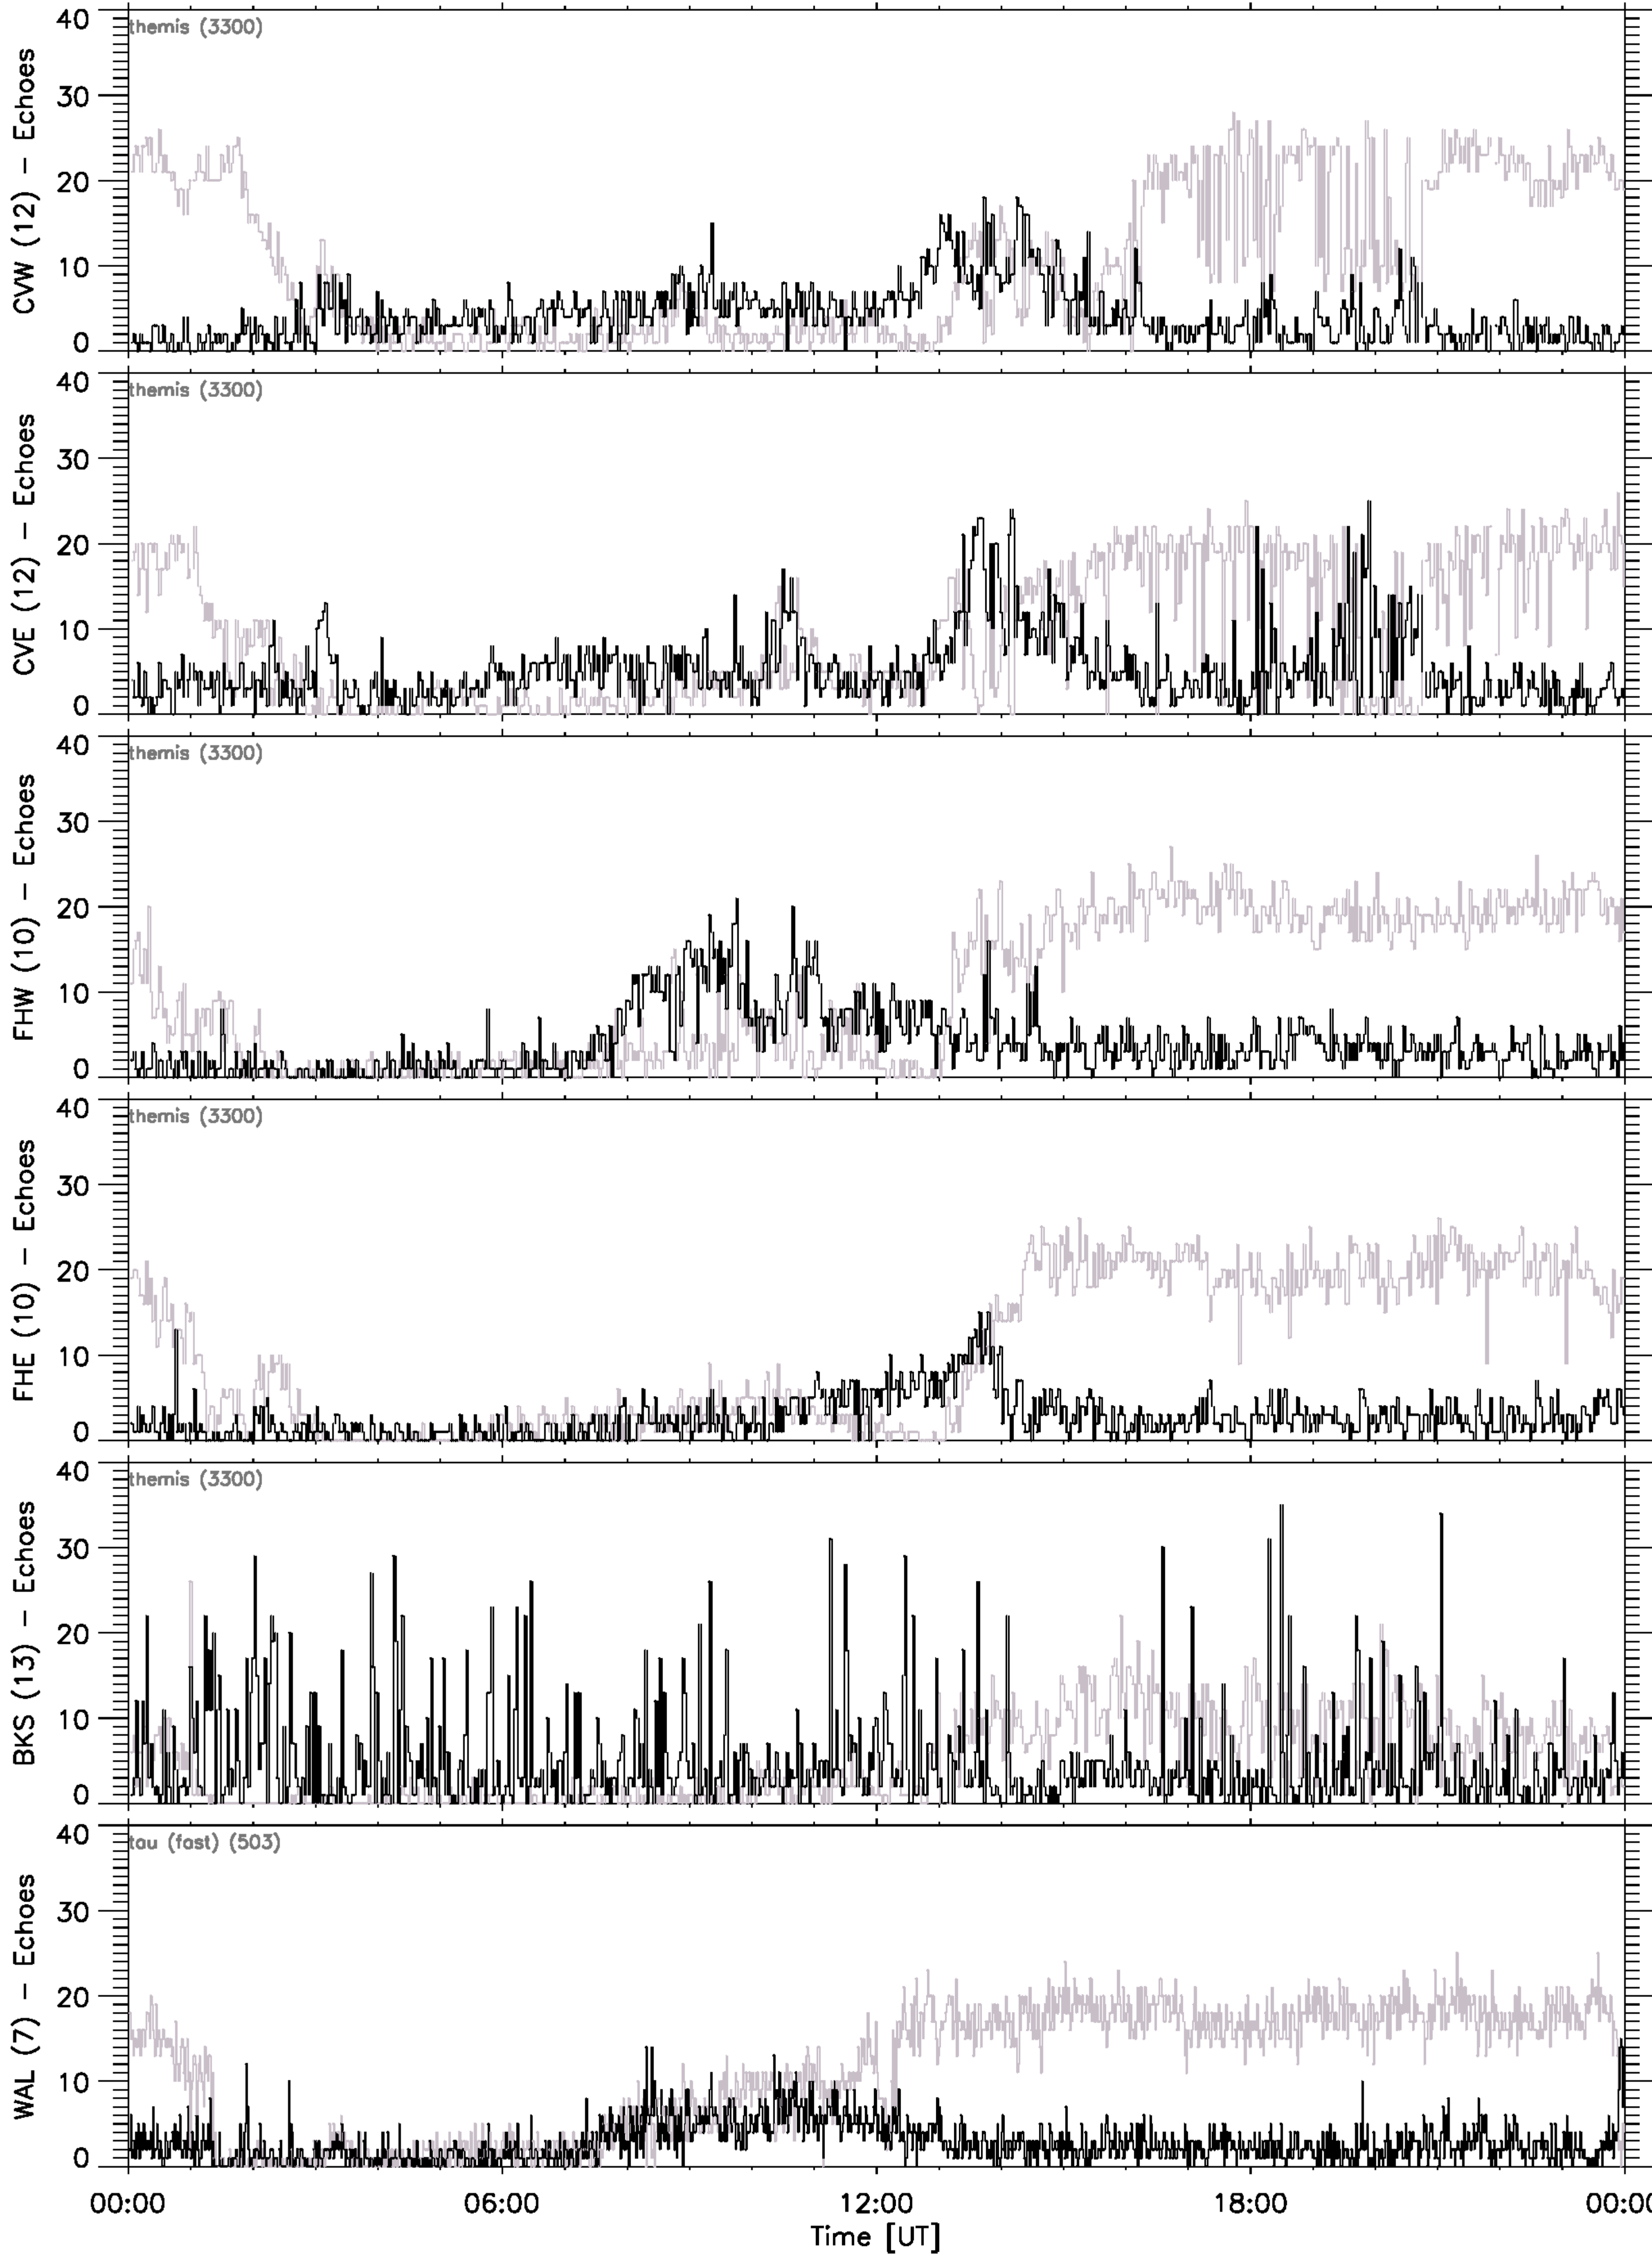 40
themis (3300)
30
20
10
0
CVW (12) - Echoes
40
themis (3300)
30
20
10
0
CVE (12) - Echoes
40
themis (3300)
30
20
10
0
FHW (10) - Echoes
40
themis (3300)
30
20
10
0
FHE (10) - Echoes
40
themis (3300)
30
20
10
0
BKS (13) - Echoes
40
tau (fast) (503)
30
20
10
0
WAL (7) - Echoes
00:00 06:00 12:00 18:00 00:00
Time [UT]